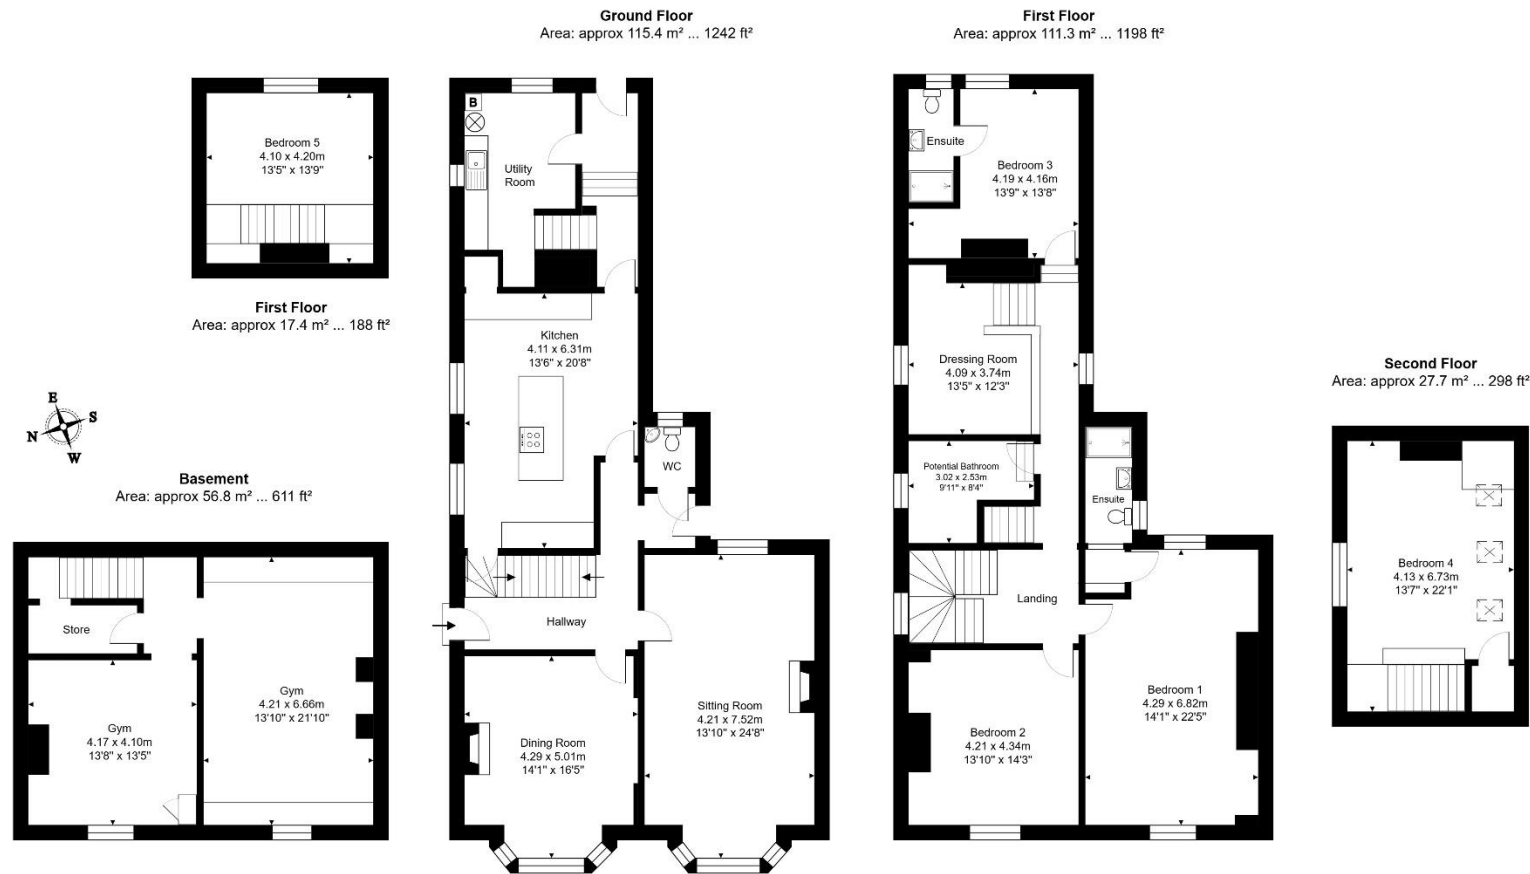 Ground Floor
Area: approx 115.4 m² ... 1242 ft²
First Floor
Area: approx 111.3 m² ... 1198 ft²
Bedroom 5
4.10 x 4.20m
13'5" x 13'9"
First Floor
Area: approx 17.4 m² ... 188 ft²
B
Utility
Room
Kitchen
4.11 x 6.31m
13'6" x 20'8"
WC
Hallway
Dining Room
4.29 x 5.01m
14'1" x 16'5"
Sitting Room
4.21 x 7.52m
13'10" x 24'8"
Ensuite
Bedroom 3
4.19 x 4.16m
13'9" x 13'8"
Dressing Room
4.09 x 3.74m
13'5" x 12'3"
Potential Bathroom
3.02 x 2.53m
9'11" x 8'4"
Ensuite
Landing
Bedroom 1
4.29 x 6.82m
14'1" x 22'5"
Bedroom 2
4.21 x 4.34m
13'10" x 14'3"
Second Floor
Area: approx 27.7 m² ... 298 ft²
Bedroom 4
4.13 x 6.73m
13'7" x 22'1"
E
S
N
W
Basement
Area: approx 56.8 m² ... 611 ft²
Store
Gym
4.21 x 6.66m
13'10" x 21'10"
Gym
4.17 x 4.10m
13'8" x 13'5"